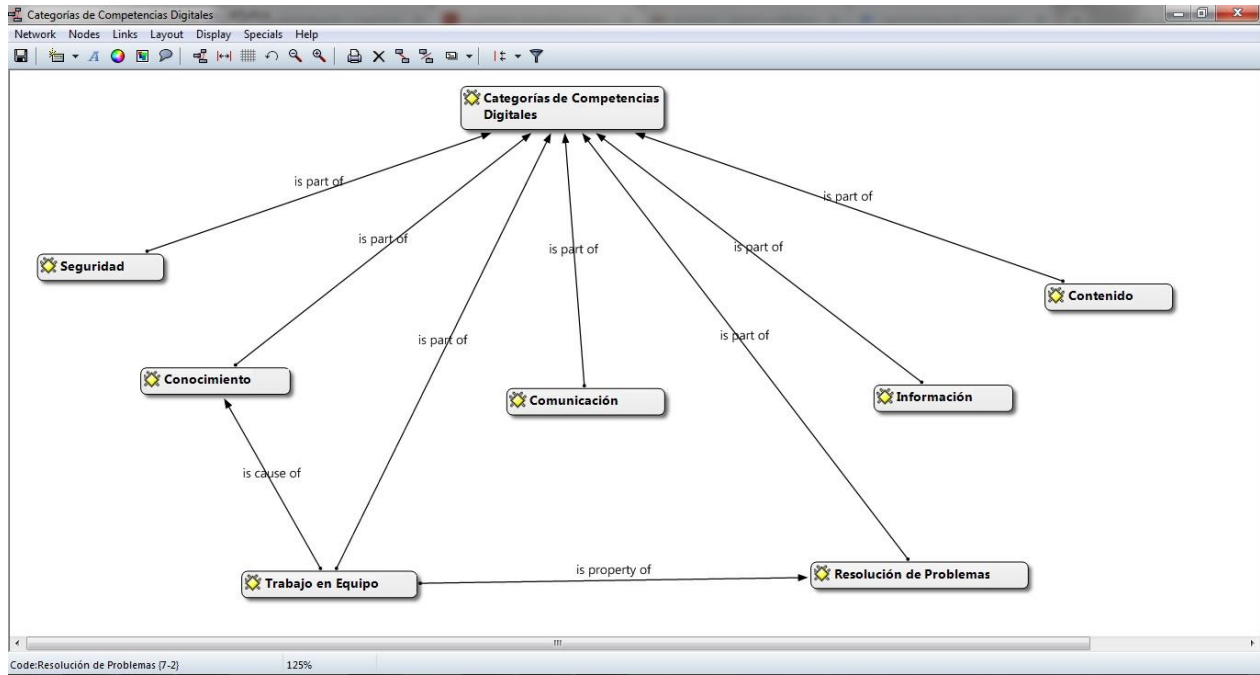 Categorías de Competencias Digitales
Network Nodes Links Layout Display Specials Help
Categorías de Competencias
Digitales
is part of
is part of
is part of
is part of
is part of
is part of
is part of
Seguridad
Contenido
Conocimiento
Comunicación
Información
is cause of
Trabajo en Equipo
is property of
Resolución de Problemas
Code:Resolución de Problemas {7-2} 125%